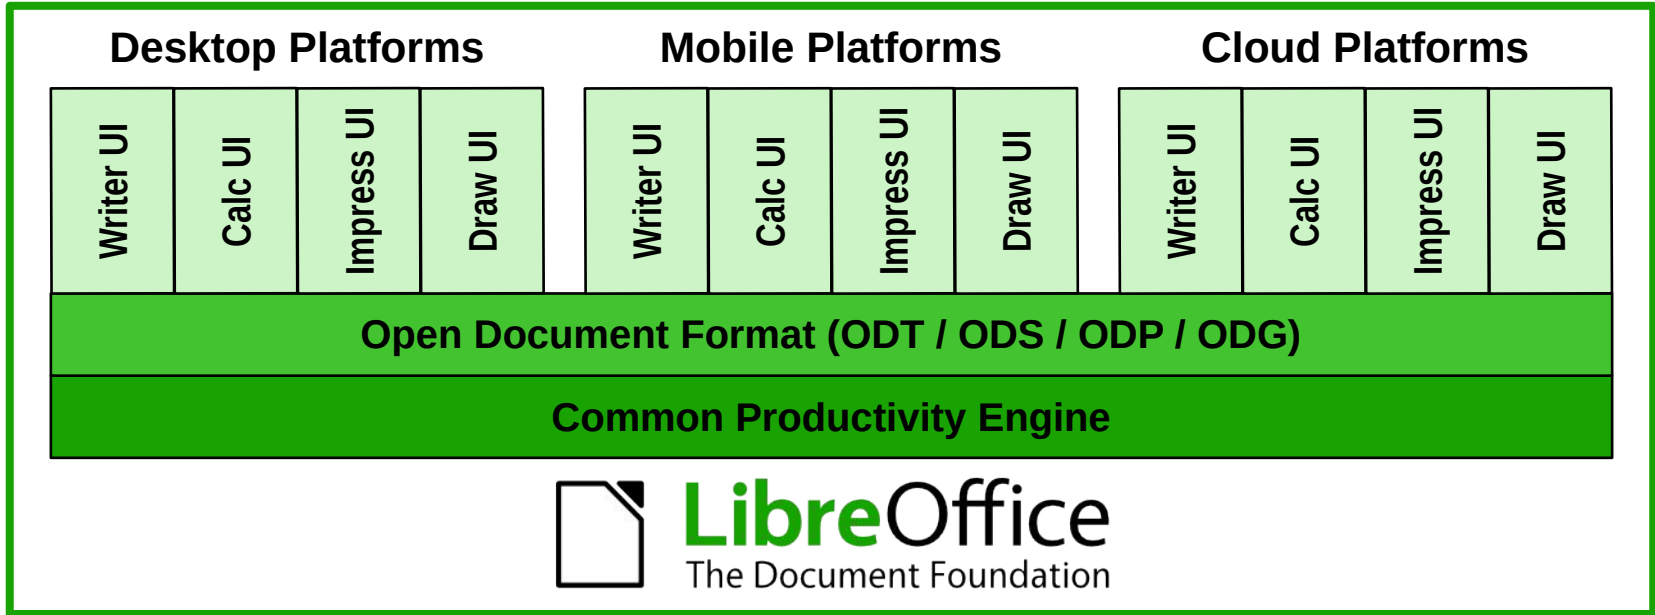 Desktop Platforms
Mobile Platforms
Cloud Platforms
Writer UI
Calc UI
Impress UI
Draw UI
Writer UI
Calc UI
Impress UI
Draw UI
Writer UI
Calc UI
Impress UI
Draw UI
Open Document Format (ODT / ODS / ODP / ODG)
Common Productivity Engine
LibreOffice
The Document Foundation